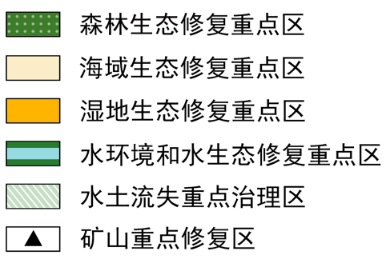 森林生态修复重点区
海域生态修复重点区
湿地生态修复重点区
水环境和水生态修复重点区
水土流失重点治理区
矿山重点修复区